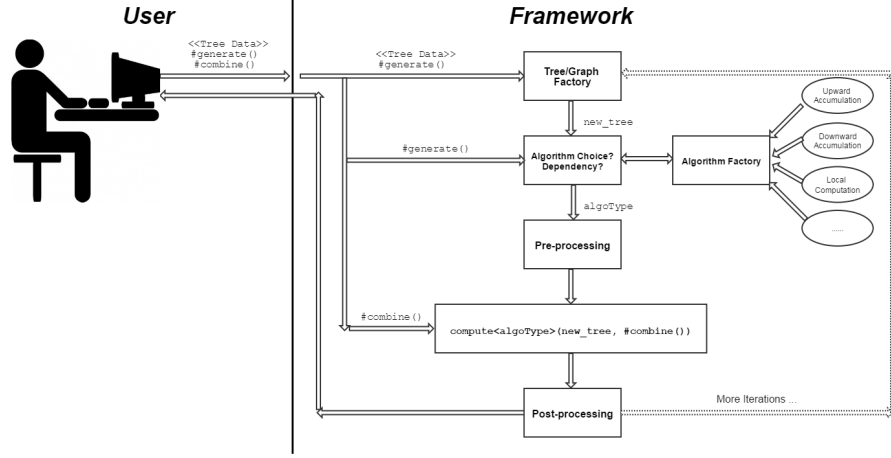 User
Framework
<<Tree Data>>
#generate()
#combine()
<<Tree Data>>
#generate()
Tree/Graph
Factory
Upward
Accumulation
new_tree
#generate()
Algorithm Choice?
Dependency?
Algorithm Factory
Downward
Accumulation
Local
Computation
algoType
......
Pre-processing
#combine()
compute<algoType>(new_tree, #combine())
More Iterations ...
Post-processing